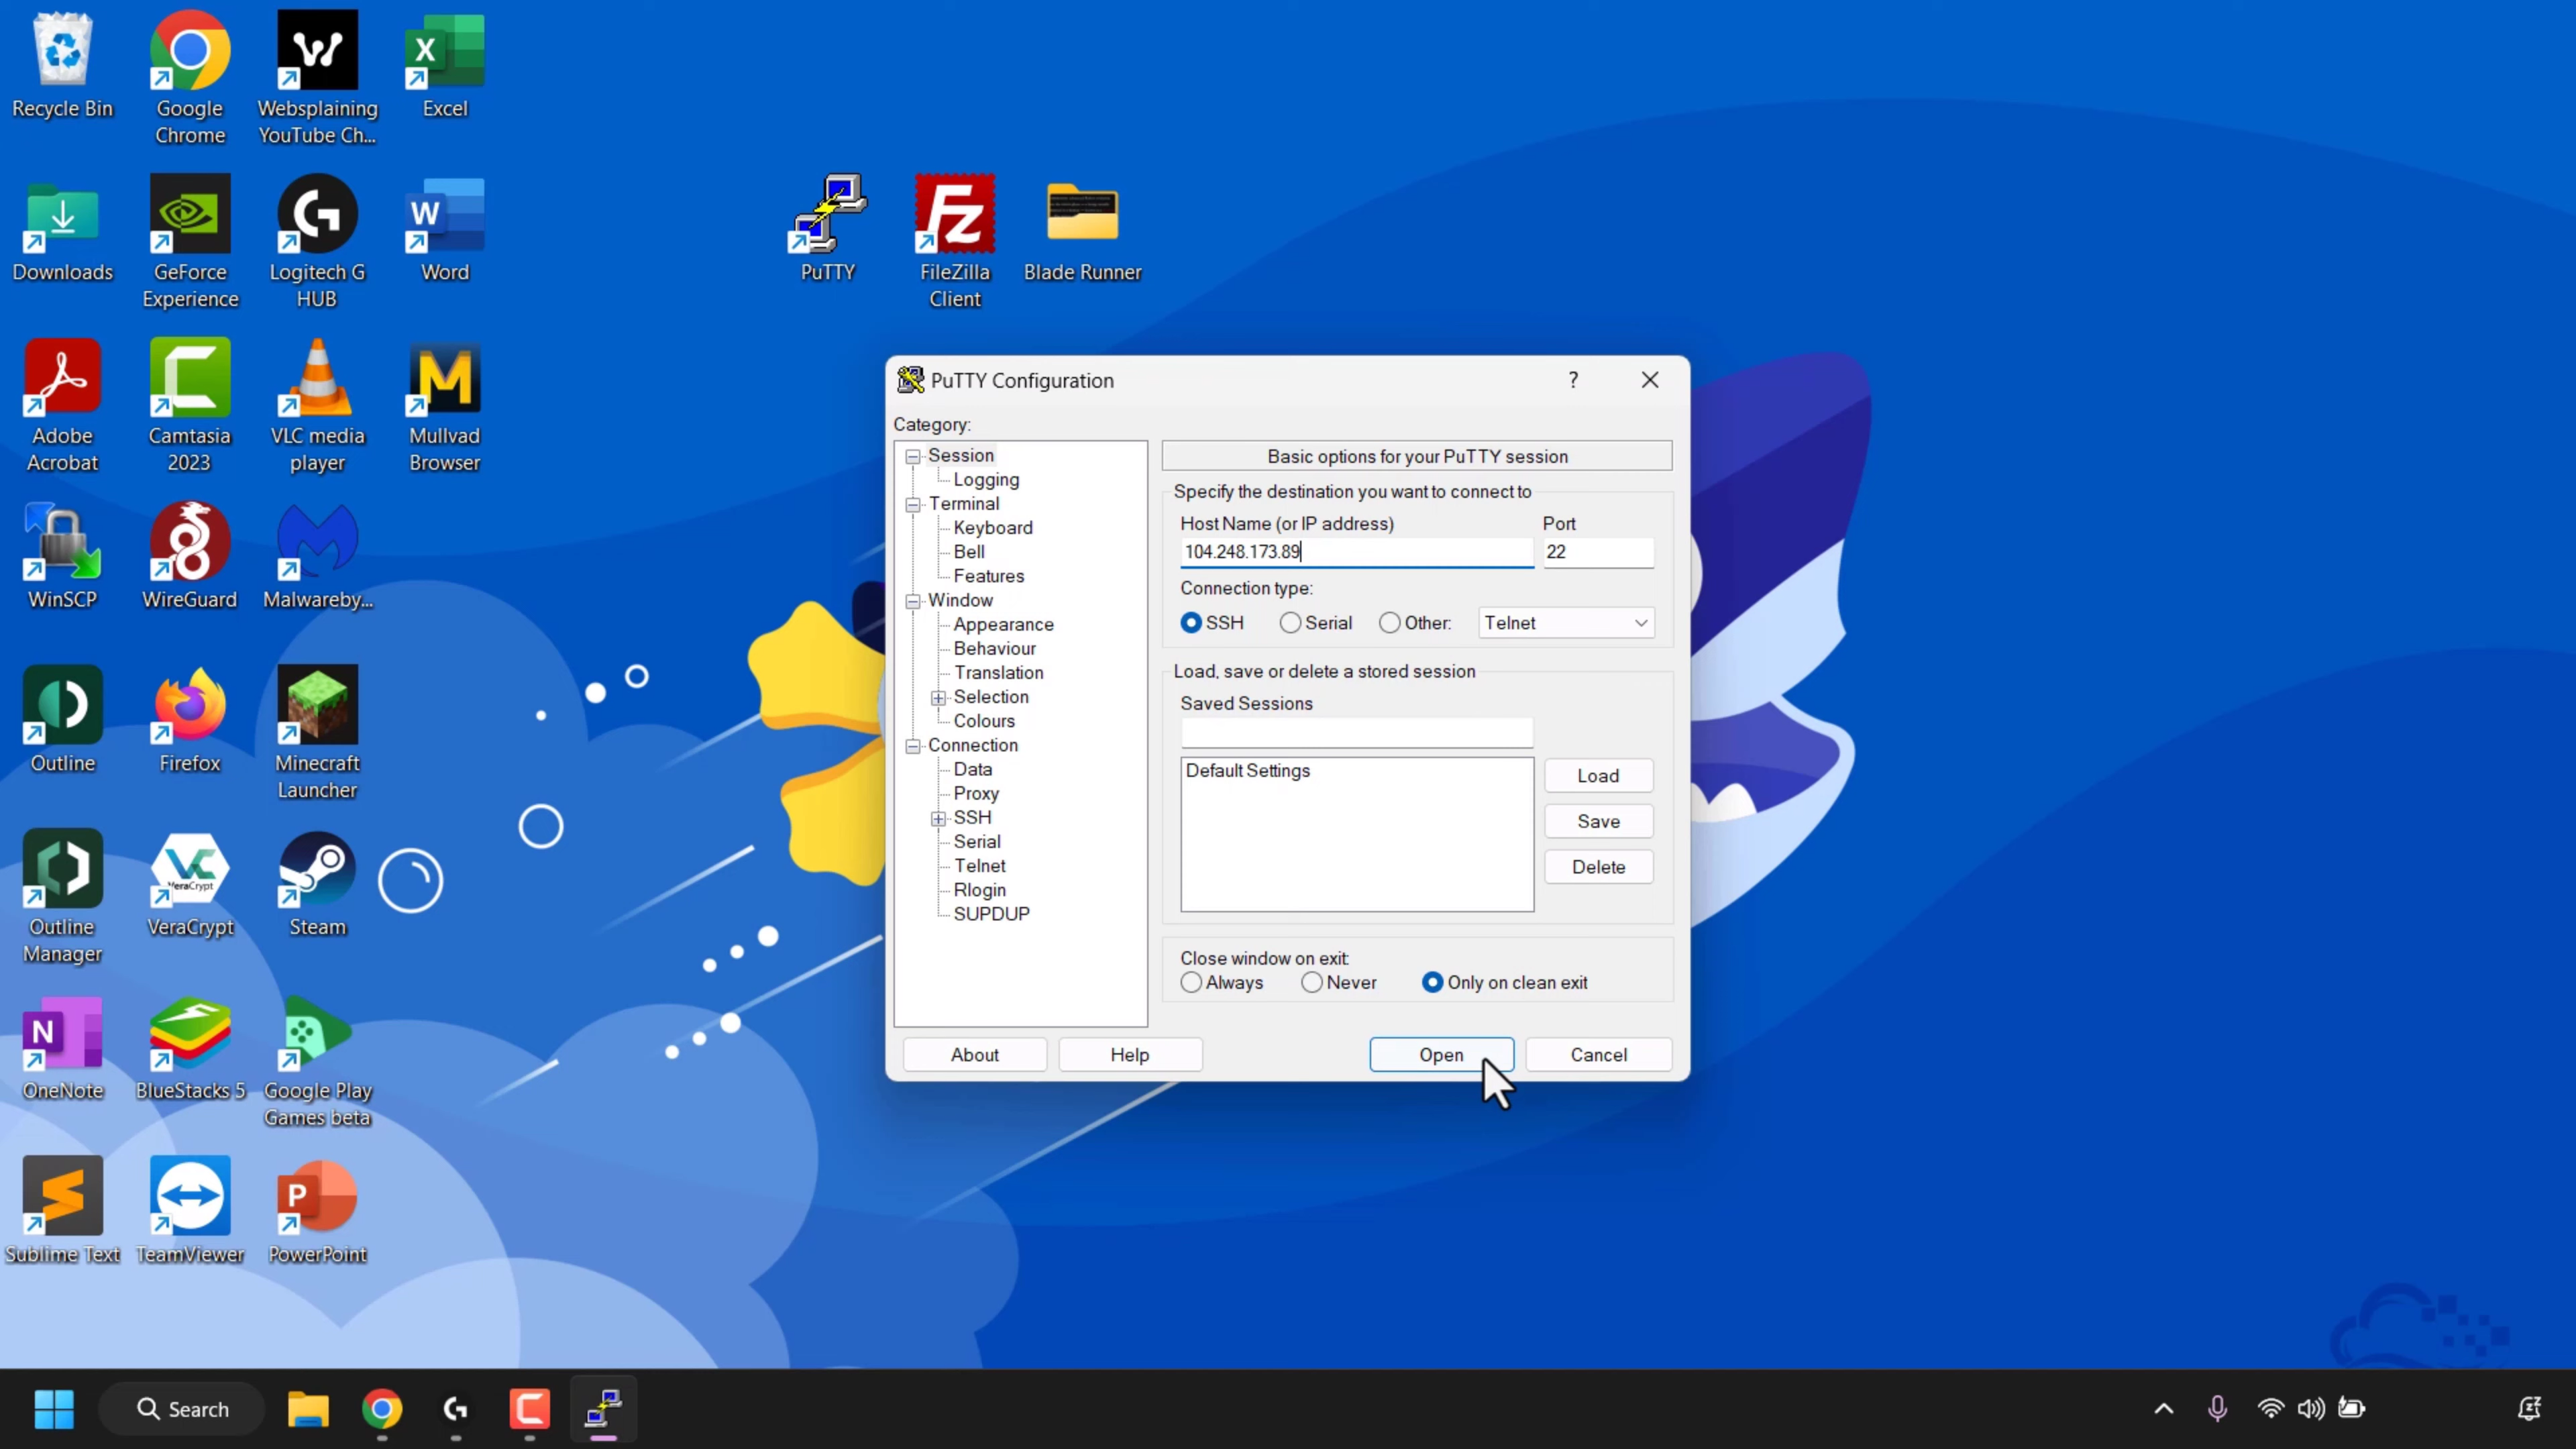 Recycle Bin
Google Chrome
Websplaining YouTube Ch...
Excel
Downloads
GeForce Experience
Logitech G HUB
Word
PuTTY
FileZilla Client
Blade Runner
Adobe Acrobat
Camtasia 2023
VLC media player
Mullvad Browser
WinSCP
WireGuard
Malwareby...
Outline
Firefox
Minecraft Launcher
Outline Manager
VeraCrypt
VeraCrypt
Steam
OneNote
BlueStacks 5
Google Play Games beta
Sublime Text
TeamViewer
PowerPoint
PuTTY Configuration
?
Category:
Session
Logging
Terminal
Keyboard
Bell
Features
Window
Appearance
Behaviour
Translation
Selection
Colours
Connection
Data
Proxy
SSH
Serial
Telnet
Rlogin
SUPDUP
Basic options for your PuTTY session
Specify the destination you want to connect to
Host Name (or IP address)
Port
104.248.173.89
22
Connection type:
SSH
Serial
Other:
Telnet
Load, save or delete a stored session
Saved Sessions
Default Settings
Load
Save
Delete
Close window on exit:
Always
Never
Only on clean exit
About
Help
Open
Cancel
Search